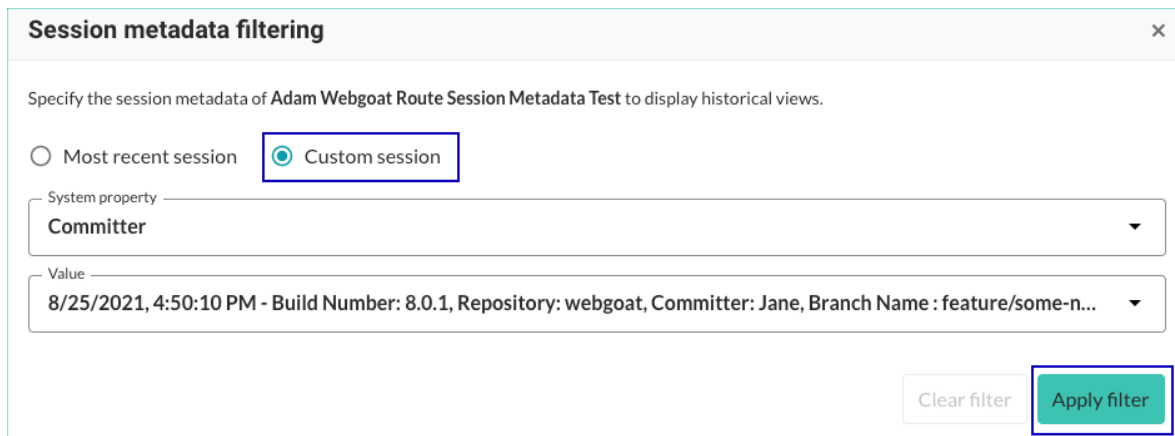 Session metadata filtering
Specify the session metadata of Adam Webgoat Route Session Metadata Test to display historical views.
Most recent session Custom session
System property
Committer
Value
8/25/2021, 4:50:10 PM - Build Number: 8.0.1, Repository: webgoat, Committer: Jane, Branch Name : feature/some-n...
Clear filter Apply filter